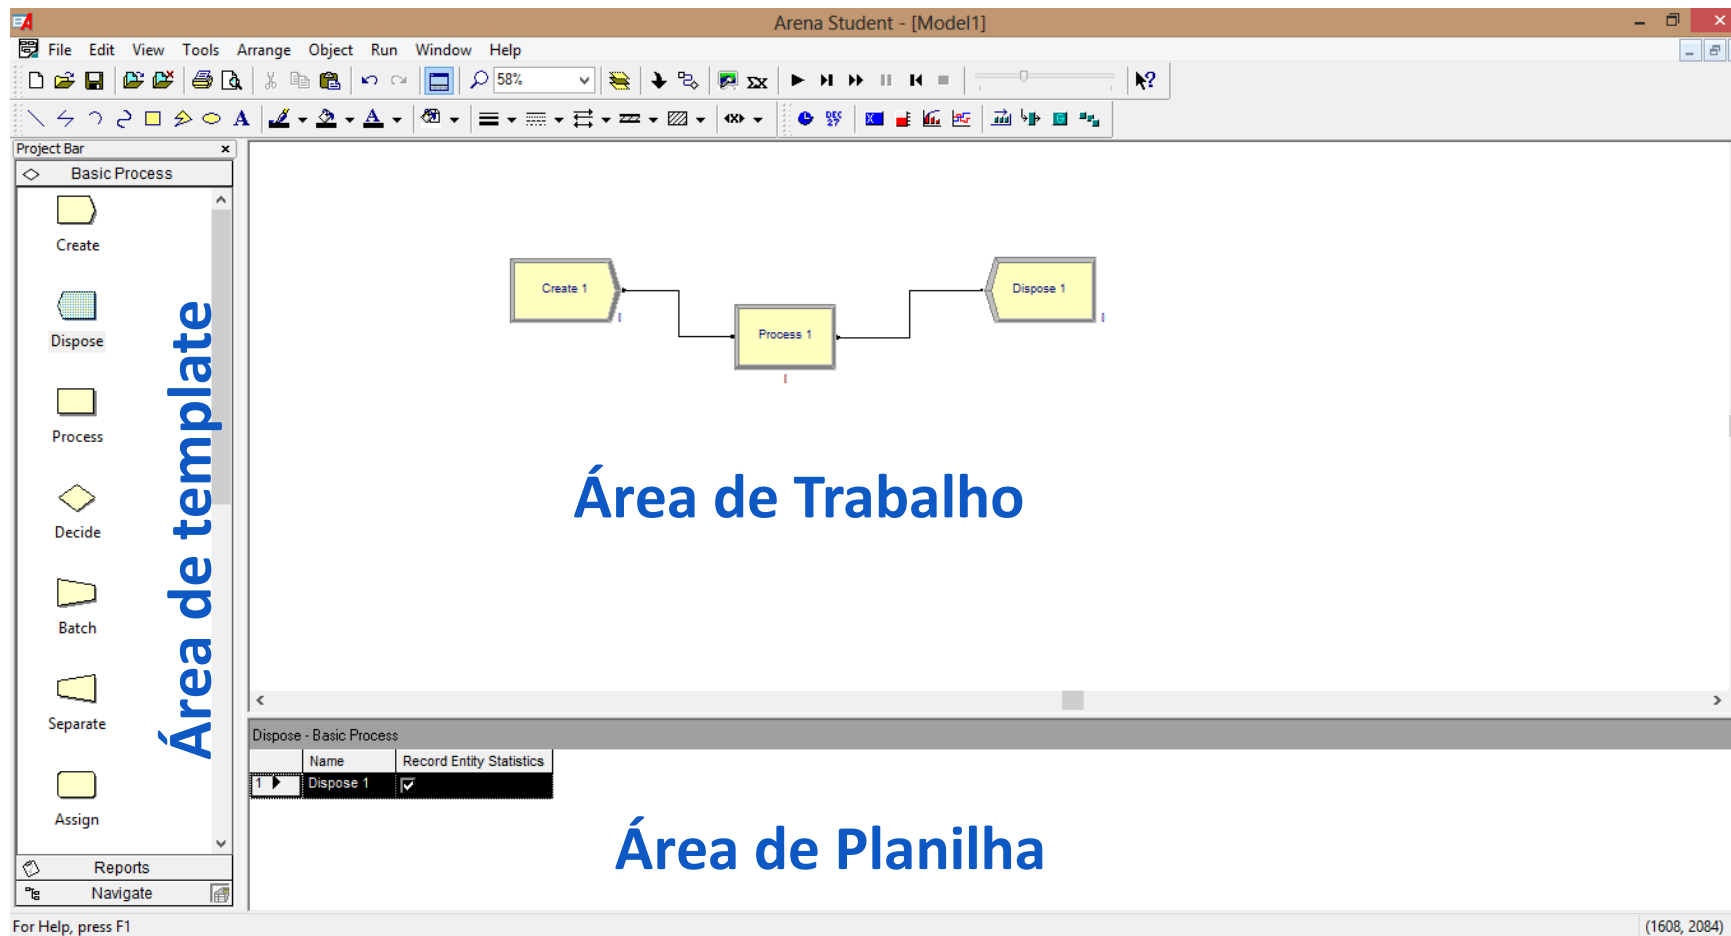 Arena Student - [Model1]
File Edit View Tools Arrange Object Run Window Help
58%
Project Bar
Basic Process
Create
Dispose
Process
Decide
Batch
Separate
Assign
Reports
Navigate
Área de template
Create 1
Process 1
Dispose 1
Área de Trabalho
Dispose - Basic Process
Name Record Entity Statistics
1 Dispose 1
Área de Planilha
For Help, press F1
(1608, 2084)